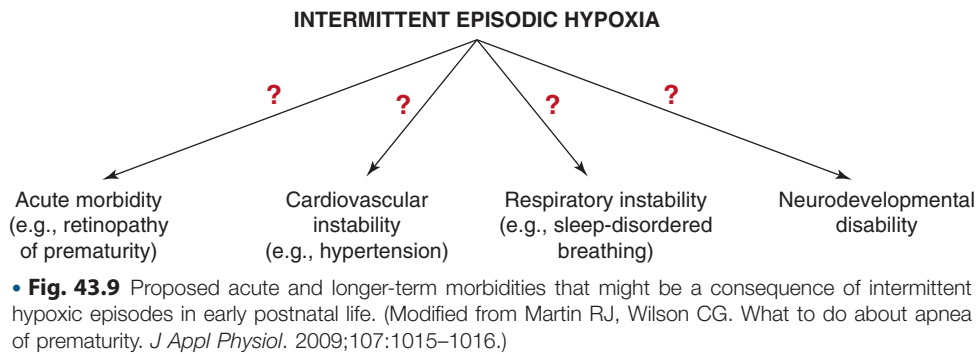 INTERMITTENT EPISODIC HYPOXIA
?
?
?
?
Acute morbidity
(e.g., retinopathy
of prematurity)
Cardiovascular
instability
(e.g., hypertension)
Respiratory instability
(e.g., sleep-disordered
breathing)
Neurodevelopmental
disability
• Fig. 43.9 Proposed acute and longer-term morbidities that might be a consequence of intermittent
hypoxic episodes in early postnatal life. (Modified from Martin RJ, Wilson CG. What to do about apnea
of prematurity. J Appl Physiol. 2009;107:1015–1016.)